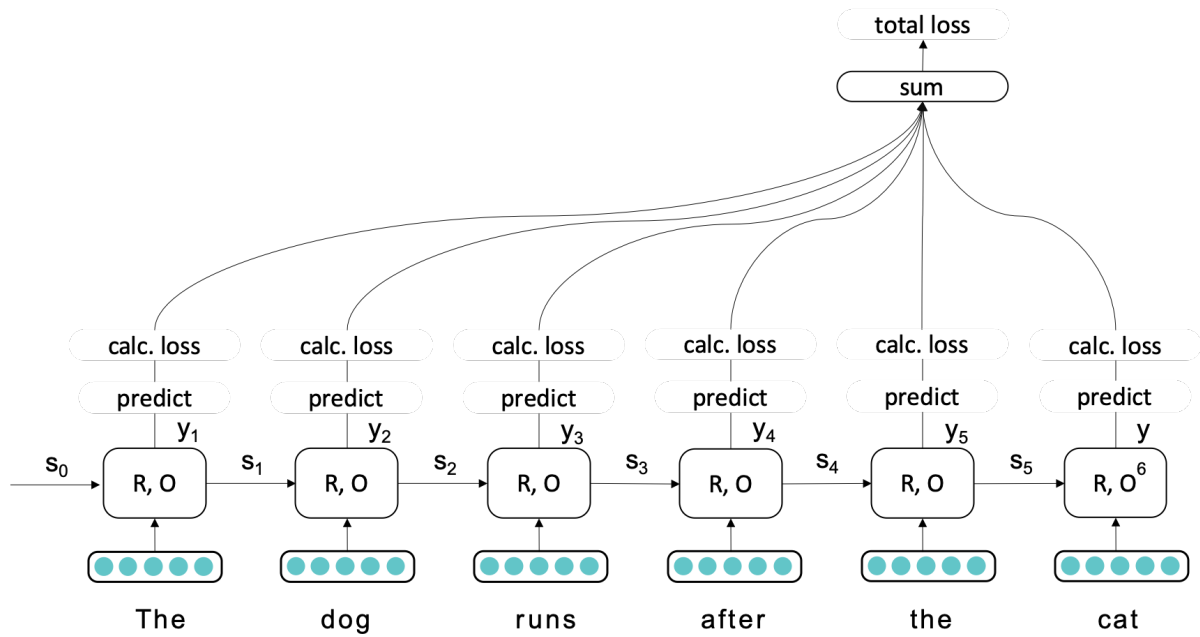 total loss
sum
calc. loss calc. loss calc. loss calc. loss calc. loss calc. loss
predict predict predict predict predict predict
y₁ y₂ y₃ y₄ y₅ y
s₀ s₁ s₂ s₃ s₄ s₅
R, O R, O R, O R, O R, O R, O⁶
The dog runs after the cat